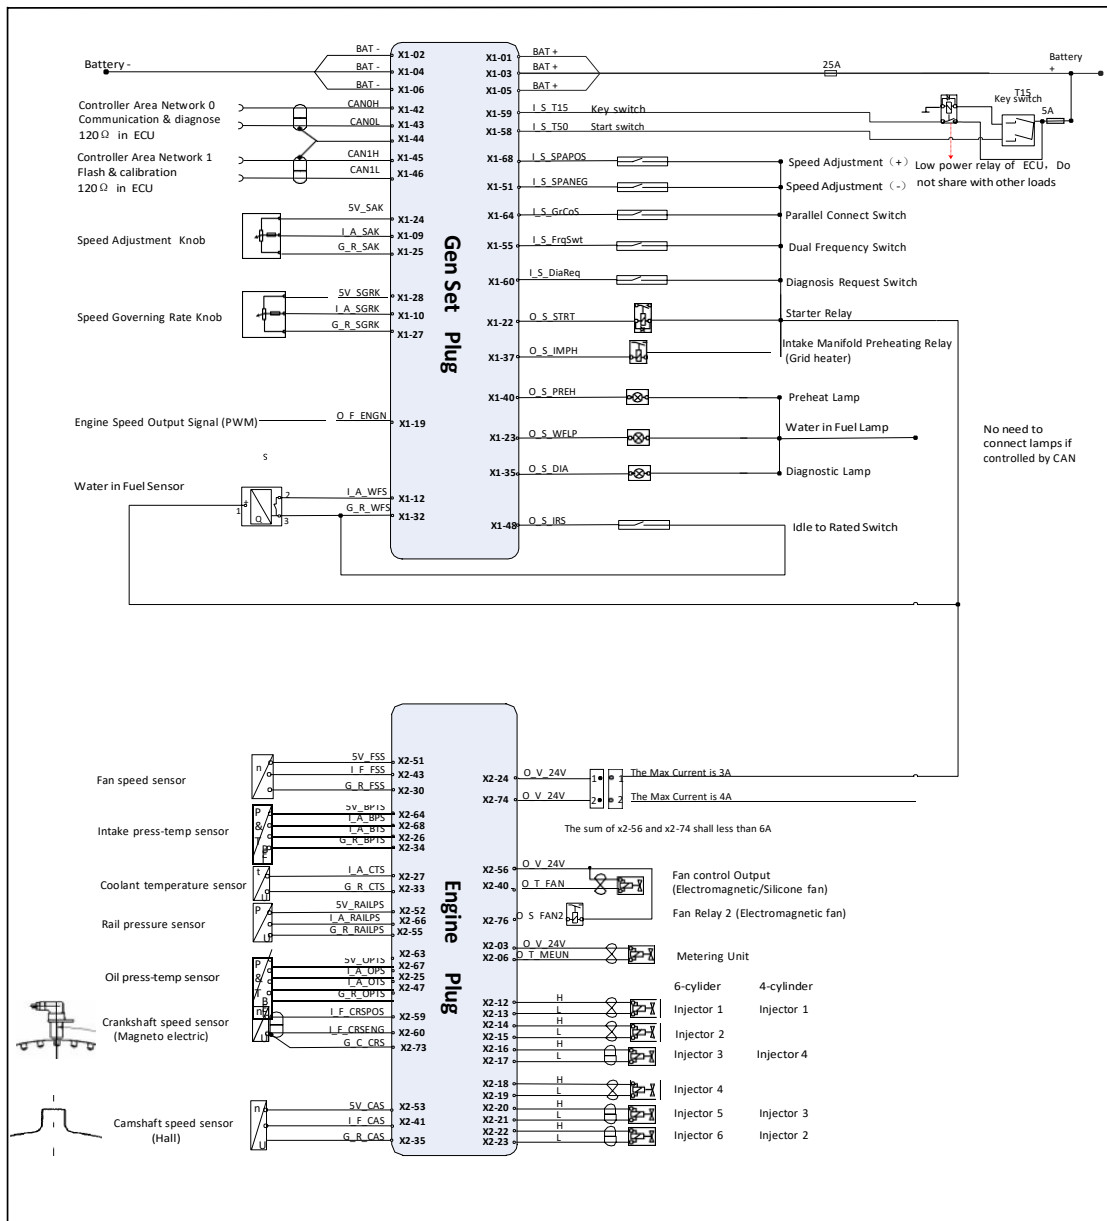 BAT -
X1-02
Battery -
BAT -
X1-04
BAT -
X1-06
Controller Area Network 0
Communication & diagnose
120Ω in ECU
CAN0H
X1-42
CAN0L
X1-43
X1-44
Controller Area Network 1
Flash & calibration
120Ω in ECU
CAN1H
X1-45
CAN1L
X1-46
Speed Adjustment Knob
5V_SAK
X1-24
I_A_SAK
X1-09
G_R_SAK
X1-25
Speed Governing Rate Knob
5V_SGRK
X1-28
I_A_SGRK
X1-10
G_R_SGRK
X1-27
Engine Speed Output Signal (PWM)
O_F_ENGN
X1-19
S
Water in Fuel Sensor
1
2
3
Q
I_A_WFS
X1-12
G_R_WFS
X1-32
Gen Set Plug
X1-01
BAT +
X1-03
BAT +
X1-05
BAT +
25A
Battery
+
X1-59
I_S_T15
Key switch
X1-58
I_S_T50
Start switch
T15
Key switch
5A
Low power relay of ECU，Do
not share with other loads
X1-68
I_S_SPAPOS
Speed Adjustment（+）
X1-51
I_S_SPANEG
Speed Adjustment（-）
X1-64
I_S_GrCoS
Parallel Connect Switch
X1-55
I_S_FrqSwt
Dual Frequency Switch
X1-60
I_S_DiaReq
Diagnosis Request Switch
X1-22
O_S_STRT
Starter Relay
X1-37
O_S_IMPH
Intake Manifold Preheating Relay
(Grid heater)
X1-40
O_S_PREH
Preheat Lamp
X1-23
O_S_WFLP
Water in Fuel Lamp
X1-35
O_S_DIA
Diagnostic Lamp
No need to
connect lamps if
controlled by CAN
X1-48
O_S_IRS
Idle to Rated Switch
Fan speed sensor
n
5V_FSS
X2-51
I_F_FSS
X2-43
G_R_FSS
X2-30
Intake press-temp sensor
P
&
T
5V_BPTS
X2-64
I_A_BPS
X2-68
I_A_BTS
X2-26
G_R_BPTS
X2-34
Coolant temperature sensor
t
U
I_A_CTS
X2-27
G_R_CTS
X2-33
Rail pressure sensor
P
U
5V_RAILPS
X2-52
I_A_RAILPS
X2-66
G_R_RAILPS
X2-55
Oil press-temp sensor
P
&
T
X2-63
5V_OPTS
X2-67
I_A_OPS
X2-25
I_A_OTS
X2-47
G_R_OPTS
Crankshaft speed sensor
(Magneto electric)
n
U
I_F_CRSPOS
X2-59
I_F_CRSENG
X2-60
G_C_CRS
X2-73
Camshaft speed sensor
(Hall)
n
U
5V_CAS
X2-53
I_F_CAS
X2-41
G_R_CAS
X2-35
Engine Plug
X2-24
O_V_24V
1
1
The Max Current is 3A
X2-74
O_V_24V
2
2
The Max Current is 4A
The sum of x2-56 and x2-74 shall less than 6A
X2-56
O_V_24V
X2-40
O_T_FAN
Fan control Output
(Electromagnetic/Silicone fan)
X2-76
O_S_FAN2
Fan Relay 2 (Electromagnetic fan)
X2-03
O_V_24V
X2-06
O_T_MEUN
Metering Unit
6-cylider
4-cylinder
X2-12
H
X2-13
L
Injector 1
Injector 1
X2-14
H
X2-15
L
Injector 2
X2-16
H
X2-17
L
Injector 3
Injector 4
X2-18
H
X2-19
L
Injector 4
X2-20
H
X2-21
L
Injector 5
Injector 3
X2-22
H
X2-23
L
Injector 6
Injector 2